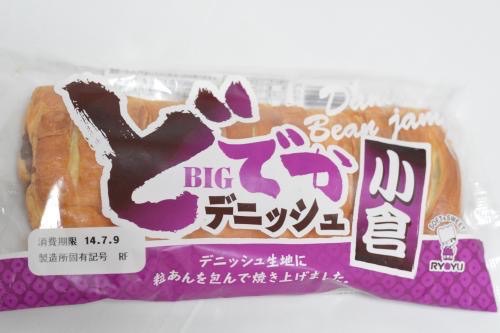 Danish
Bean jam
どでか
BIG
デニッシュ
小倉
消費期限 14.7.9
製造所固有記号 RF
デニッシュ生地に
粒あんを包んで焼き上げました。
SOFT & SWEET
RYOYU